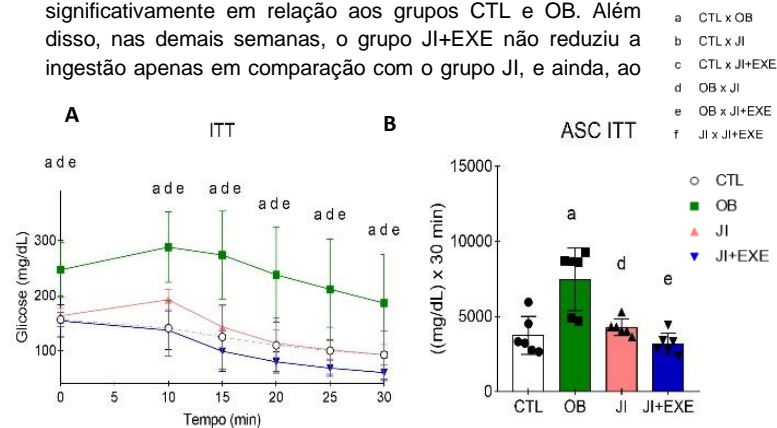 significativamente em relação aos grupos CTL e OB. Além
disso, nas demais semanas, o grupo JI+EXE não reduziu a
ingestão apenas em comparação com o grupo JI, e ainda, ao
a CTL x OB
b CTL x JI
c CTL x JI+EXE
d OB x JI
e OB x JI+EXE
f JI x JI+EXE
A
ITT
a d e
a d e
a d e
a d e
a d e
a d e
Glicose (mg/dL)
300
200
100
0 5 10 15 20 25 30
Tempo (min)
B
ASC ITT
((mg/dL) x 30 min)
15000
10000
5000
0
a
d
e
CTL OB JI JI+EXE
CTL
OB
JI
JI+EXE